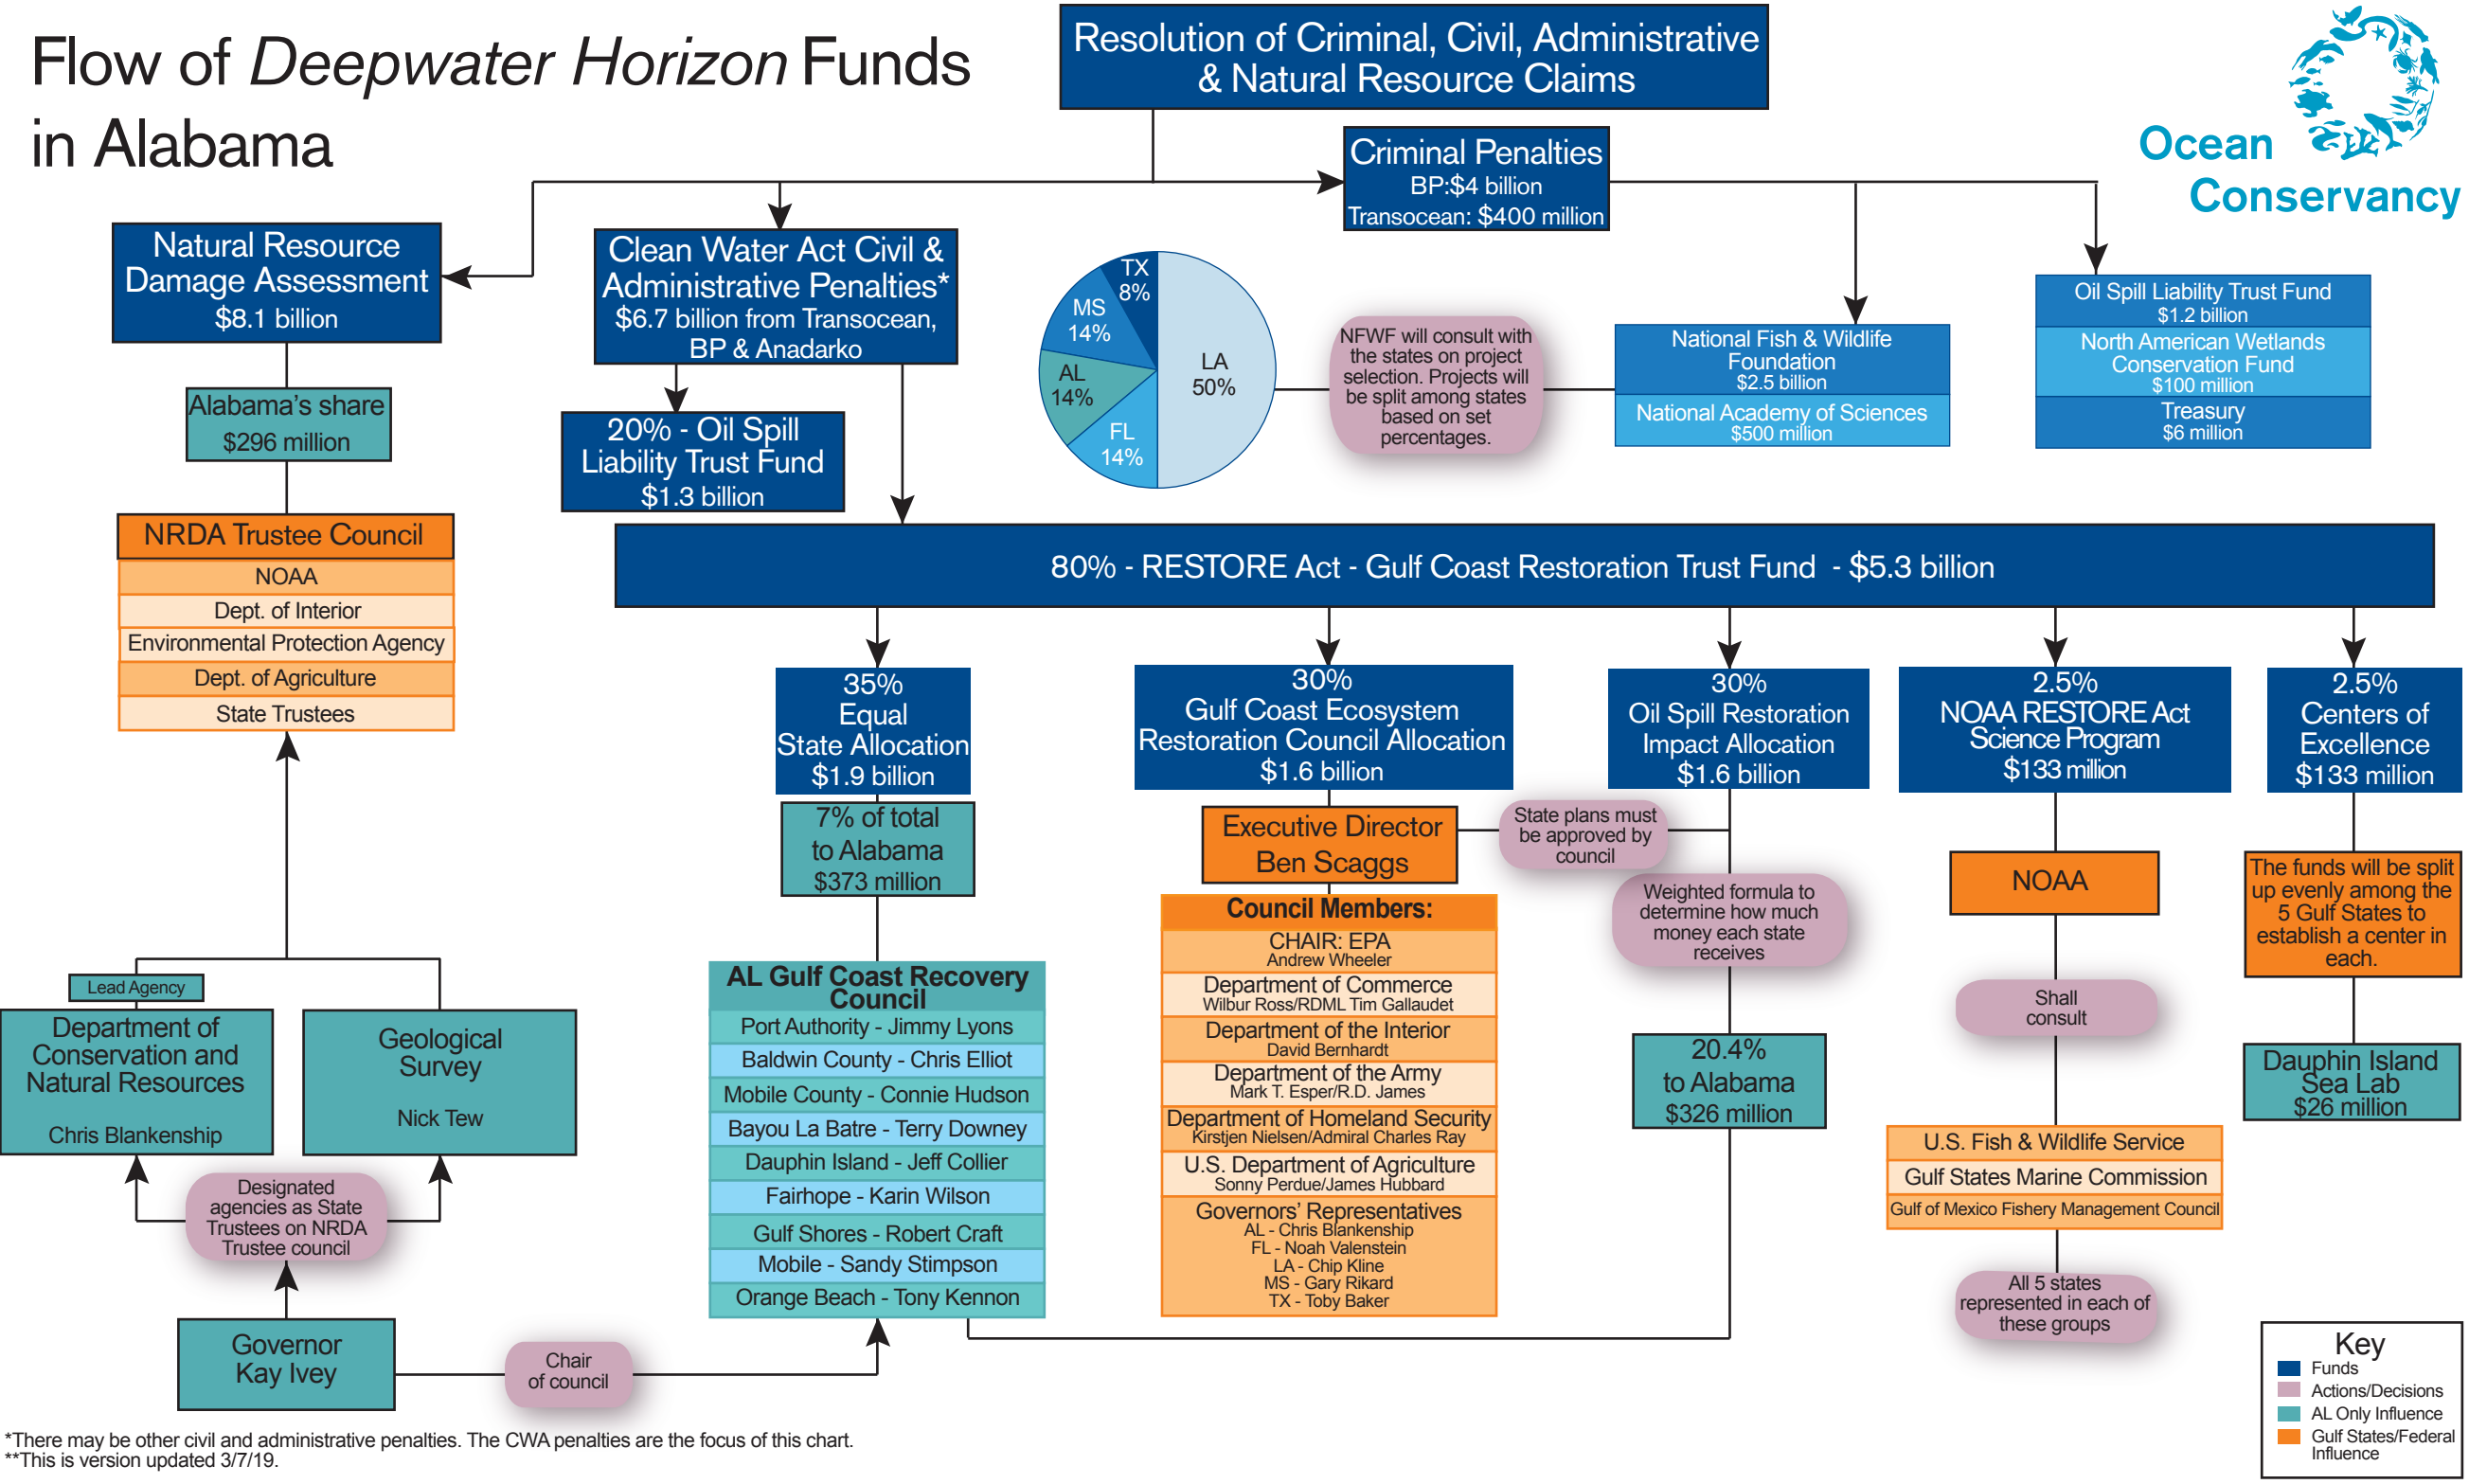 Flow of Deepwater Horizon Funds
in Alabama
Resolution of Criminal, Civil, Administrative
& Natural Resource Claims
Ocean
Conservancy
Criminal Penalties
BP:$4 billion
Transocean: $400 million
Natural Resource
Damage Assessment
$8.1 billion
Clean Water Act Civil &
Administrative Penalties*
$6.7 billion from Transocean,
BP & Anadarko
TX
8%
MS
14%
AL
14%
FL
14%
LA
50%
NFWF will consult with
the states on project
selection. Projects will
be split among states
based on set
percentages.
National Fish & Wildlife
Foundation
$2.5 billion
National Academy of Sciences
$500 million
Oil Spill Liability Trust Fund
$1.2 billion
North American Wetlands
Conservation Fund
$100 million
Treasury
$6 million
Alabama's share
$296 million
20% - Oil Spill
Liability Trust Fund
$1.3 billion
NRDA Trustee Council
NOAA
Dept. of Interior
Environmental Protection Agency
Dept. of Agriculture
State Trustees
80% - RESTORE Act - Gulf Coast Restoration Trust Fund - $5.3 billion
35%
Equal
State Allocation
$1.9 billion
30%
Gulf Coast Ecosystem
Restoration Council Allocation
$1.6 billion
30%
Oil Spill Restoration
Impact Allocation
$1.6 billion
2.5%
NOAA RESTORE Act
Science Program
$133 million
2.5%
Centers of
Excellence
$133 million
7% of total
to Alabama
$373 million
Executive Director
Ben Scaggs
State plans must
be approved by
council
Weighted formula to
determine how much
money each state
receives
NOAA
The funds will be split
up evenly among the
5 Gulf States to
establish a center in
each.
Lead Agency
Department of
Conservation and
Natural Resources
Chris Blankenship
Geological
Survey
Nick Tew
AL Gulf Coast Recovery
Council
Port Authority - Jimmy Lyons
Baldwin County - Chris Elliot
Mobile County - Connie Hudson
Bayou La Batre - Terry Downey
Dauphin Island - Jeff Collier
Fairhope - Karin Wilson
Gulf Shores - Robert Craft
Mobile - Sandy Stimpson
Orange Beach - Tony Kennon
Council Members:
CHAIR: EPA
Andrew Wheeler
Department of Commerce
Wilbur Ross/RDML Tim Gallaudet
Department of the Interior
David Bernhardt
Department of the Army
Mark T. Esper/R.D. James
Department of Homeland Security
Kirstjen Nielsen/Admiral Charles Ray
U.S. Department of Agriculture
Sonny Perdue/James Hubbard
Governors' Representatives
AL - Chris Blankenship
FL - Noah Valenstein
LA - Chip Kline
MS - Gary Rikard
TX - Toby Baker
20.4%
to Alabama
$326 million
Shall
consult
Dauphin Island
Sea Lab
$26 million
U.S. Fish & Wildlife Service
Gulf States Marine Commission
Gulf of Mexico Fishery Management Council
All 5 states
represented in each of
these groups
Designated
agencies as State
Trustees on NRDA
Trustee council
Governor
Kay Ivey
Chair
of council
Key
Funds
Actions/Decisions
AL Only Influence
Gulf States/Federal
Influence
*There may be other civil and administrative penalties. The CWA penalties are the focus of this chart.
**This is version updated 3/7/19.